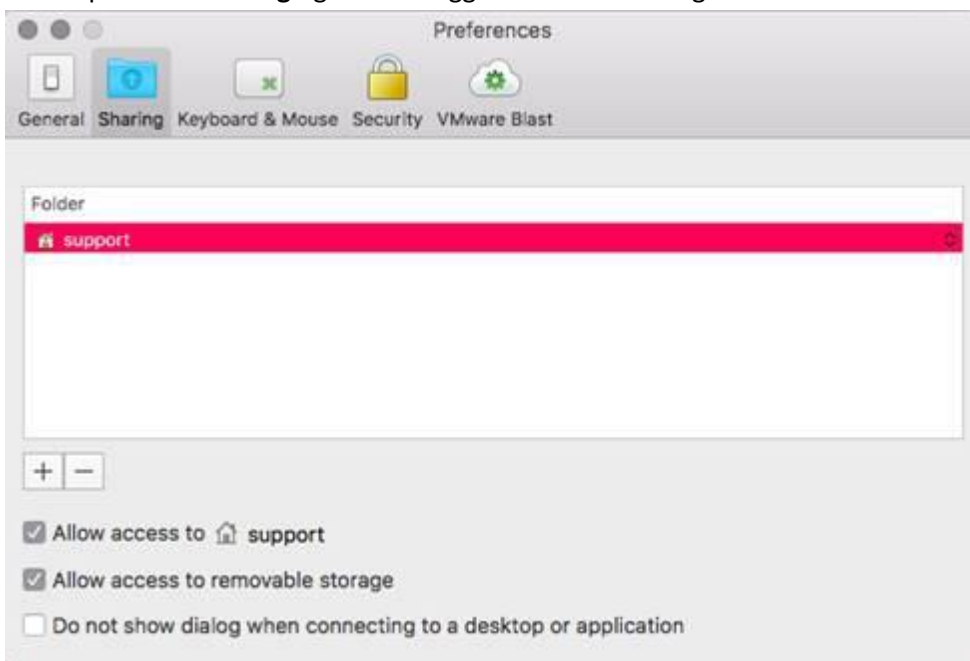 Preferences
General Sharing Keyboard & Mouse Security VMware Blast
Folder
support
Allow access to support
Allow access to removable storage
Do not show dialog when connecting to a desktop or application